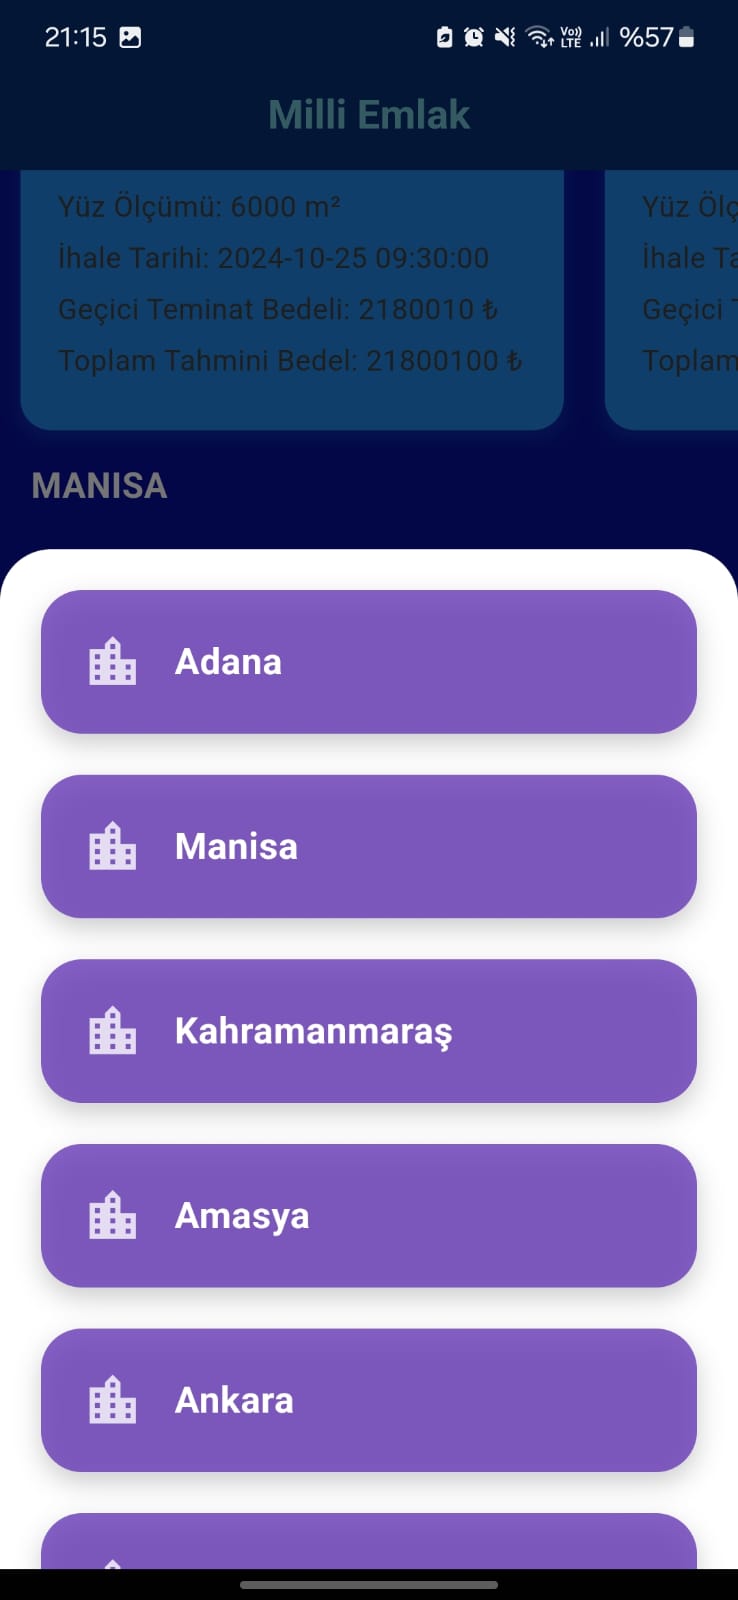 21:15
Vo))
LTE
%57
Milli Emlak
Yüz Ölçümü: 6000 m²
İhale Tarihi: 2024-10-25 09:30:00
Geçici Teminat Bedeli: 2180010 ₺
Toplam Tahmini Bedel: 21800100 ₺
Yüz Ölç
İhale Ta
Geçici
Toplam
MANISA
Adana
Manisa
Kahramanmaraş
Amasya
Ankara